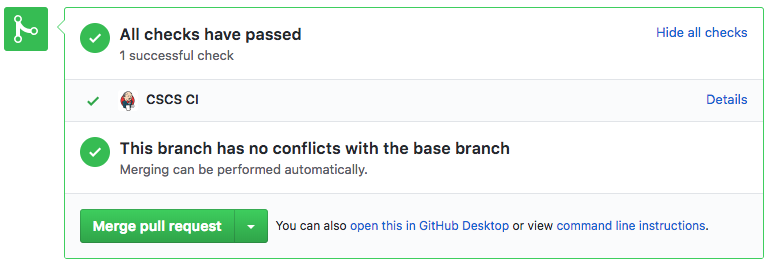 All checks have passed
Hide all checks
1 successful check
CSCS CI
Details
This branch has no conflicts with the base branch
Merging can be performed automatically.
Merge pull request
You can also open this in GitHub Desktop or view command line instructions.